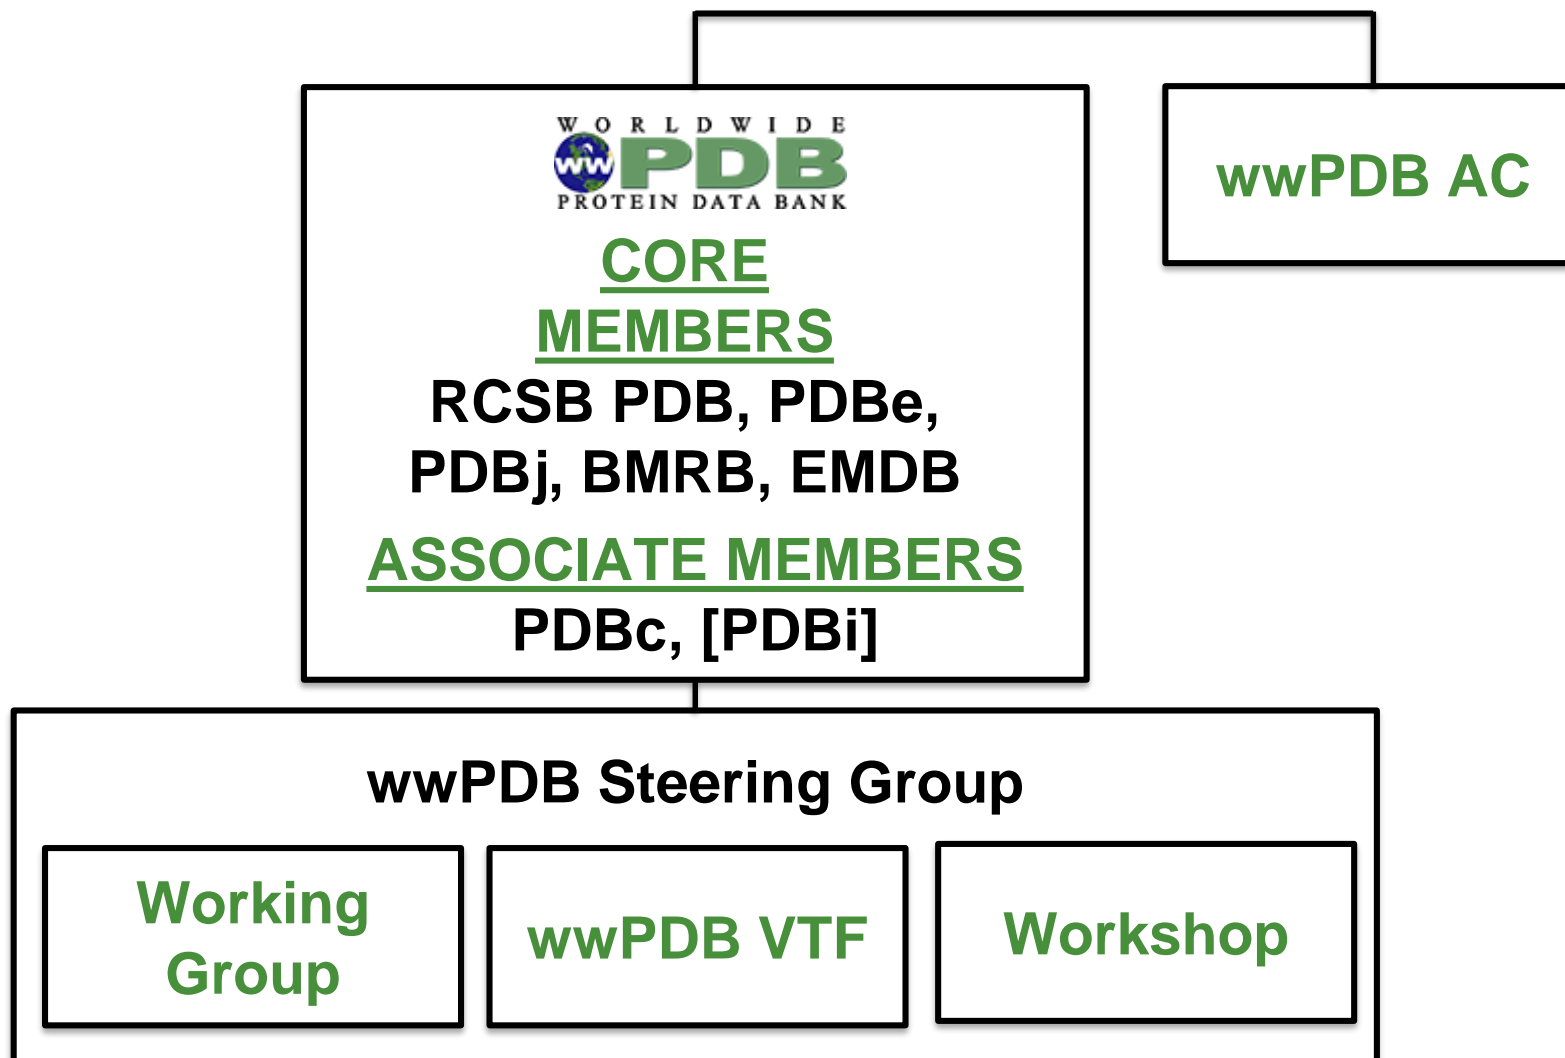 WORLDWIDE
ww PDB
PROTEIN DATA BANK
CORE
MEMBERS
RCSB PDB, PDBe,
PDBj, BMRB, EMDB
ASSOCIATE MEMBERS
PDBc, [PDBi]
wwPDB AC
wwPDB Steering Group
Working
Group
wwPDB VTF
Workshop